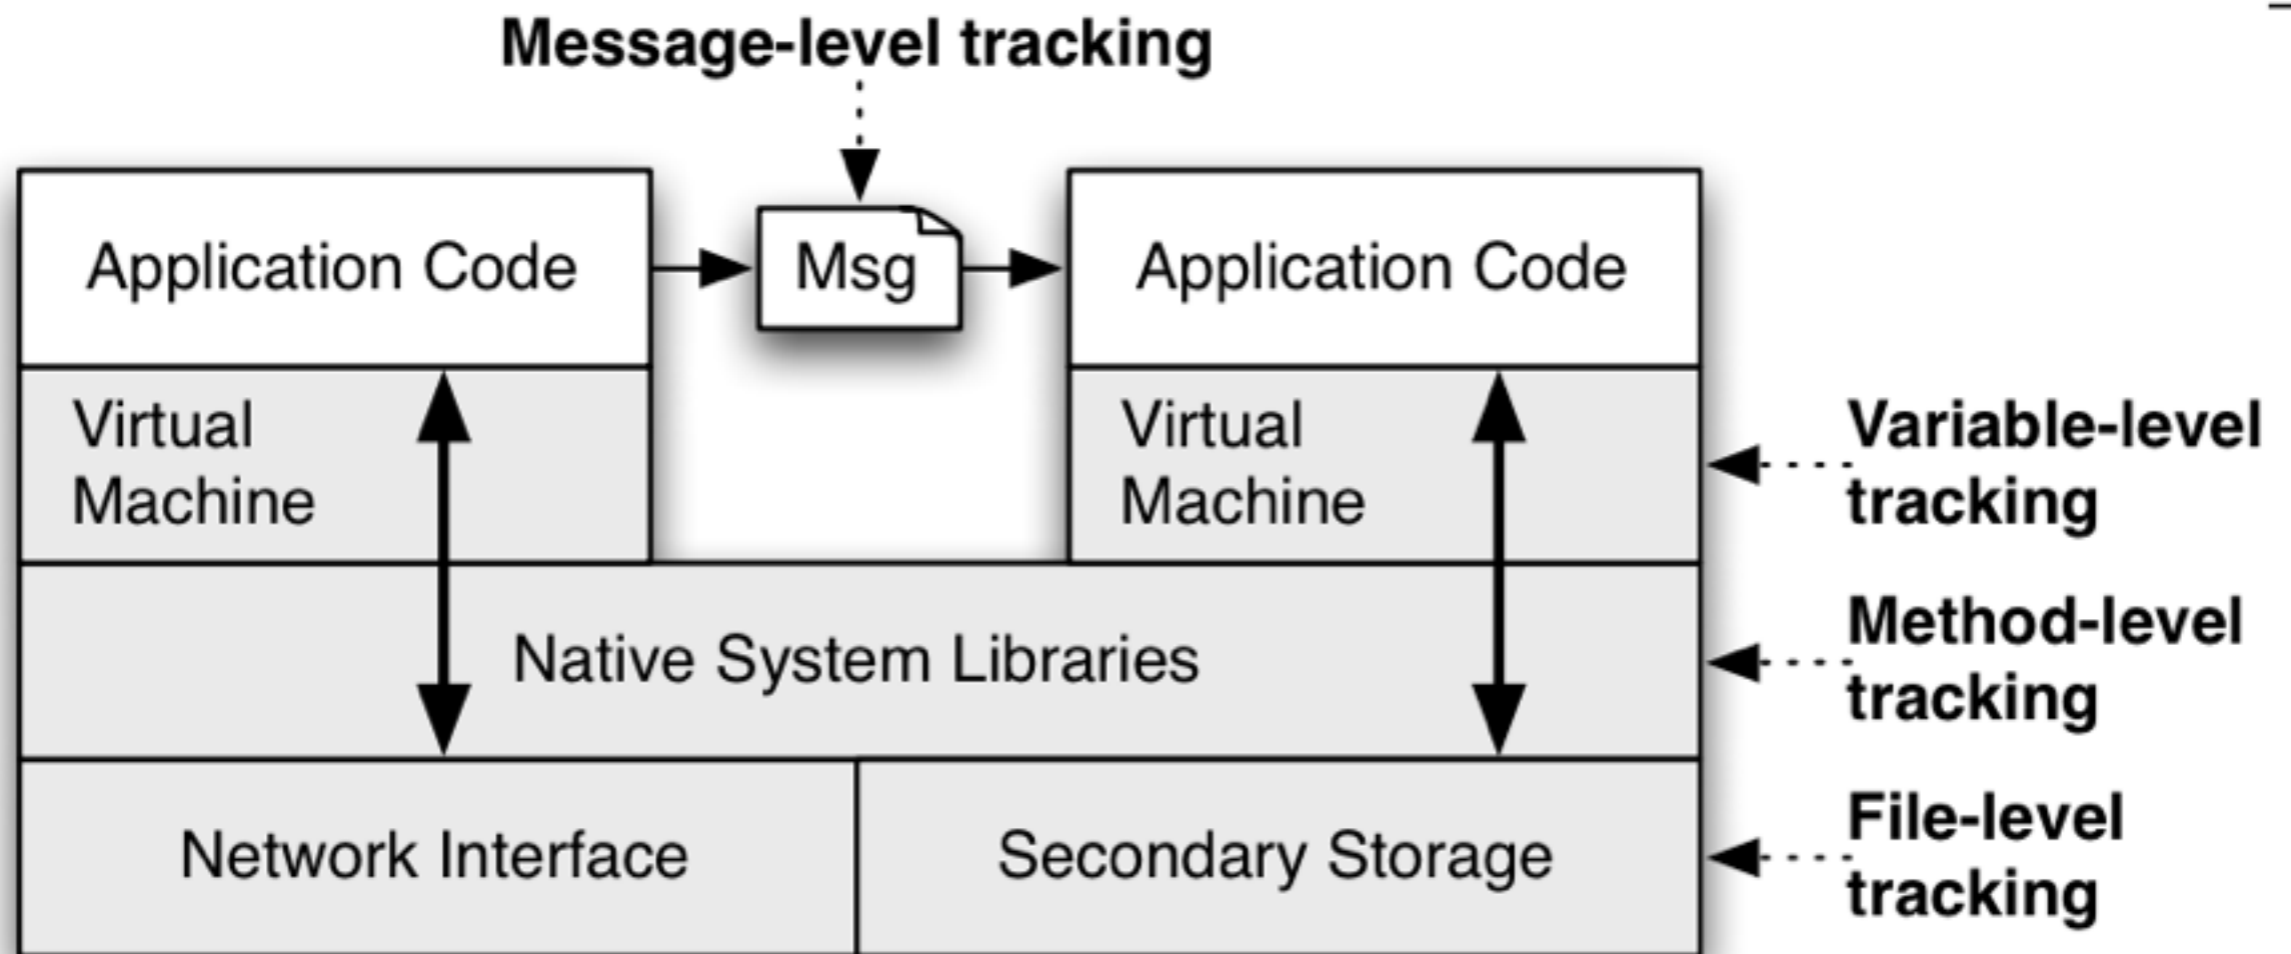 Message-level tracking
Application Code
Msg
Application Code
Virtual
Machine
Virtual
Machine
Variable-level
tracking
Native System Libraries
Method-level
tracking
Network Interface
Secondary Storage
File-level
tracking